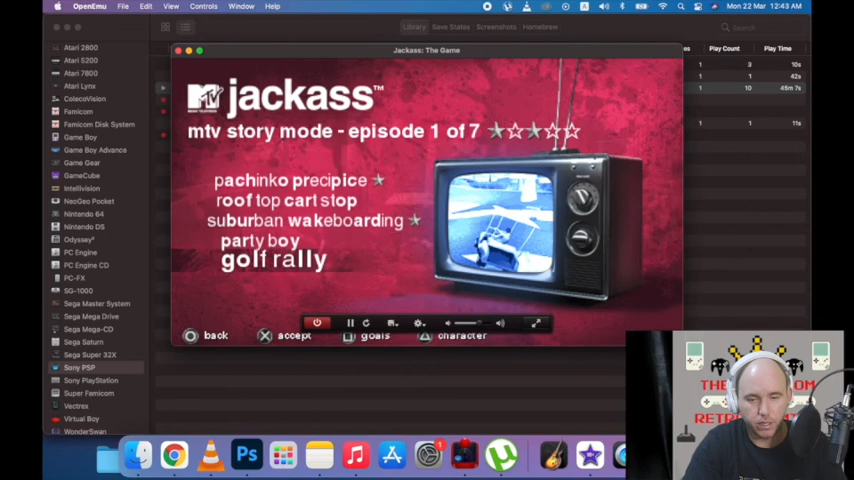 OpenEmu File Edit View Controls Window Help
A
Mon 22 Mar 12:43 AM
Library Save States Screenshots Homebrew
Search
Play Count Play Time
1 3 10s
1 1 42s
1 10 45m 7s
1 1 11s
Atari 2600
Atari 5200
Atari 7800
Atari Lynx
ColecoVision
Famicom
Famicom Disk System
Game Boy
Game Boy Advance
Game Gear
GameCube
Intellivision
NeoGeo Pocket
Nintendo 64
Nintendo DS
Odyssey²
PC Engine
PC Engine CD
PC-FX
SG-1000
Sega Master System
Sega Mega Drive
Sega Mega-CD
Sega Saturn
Sega Super 32X
Sony PSP
Sony PlayStation
Super Famicom
Vectrex
Virtual Boy
WonderSwan
Jackass: The Game
MTV jackass™
mtv story mode - episode 1 of 7
pachinko precipice
roof top cart stop
suburban wakeboarding
party boy
golf rally
back accept goals character
Ps
1